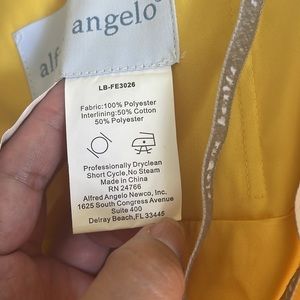 angelo
alf
LB-FE3026
Fabric:100% Polyester
Interlining:50% Cotton
50% Polyester
Professionally Dryclean
Short Cycle, No Steam
Made in China
RN 24766
Alfred Angelo Newco, Inc.
1625 South Congress Avenue
Suite 400
Delray Beach,FL 33445